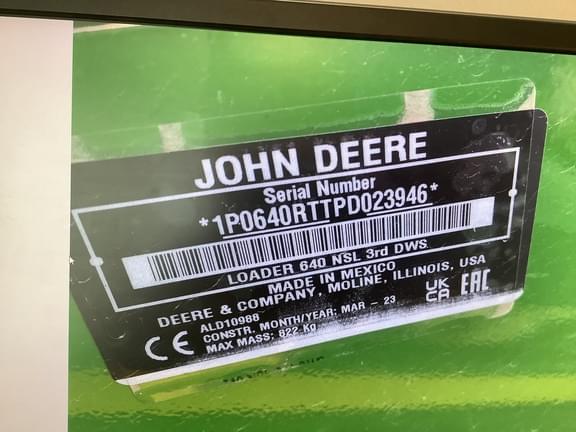 JOHN DEERE
Serial Number
*1P0640RTTPD023946*
LOADER 640 NSL 3rd DWS
MADE IN MEXICO
DEERE & COMPANY, MOLINE, ILLINOIS, USA
ALD10988
CONSTR. MONTH/YEAR: MAR - 23
MAX MASS: 822 Kg
CE
UK
CA
EAC